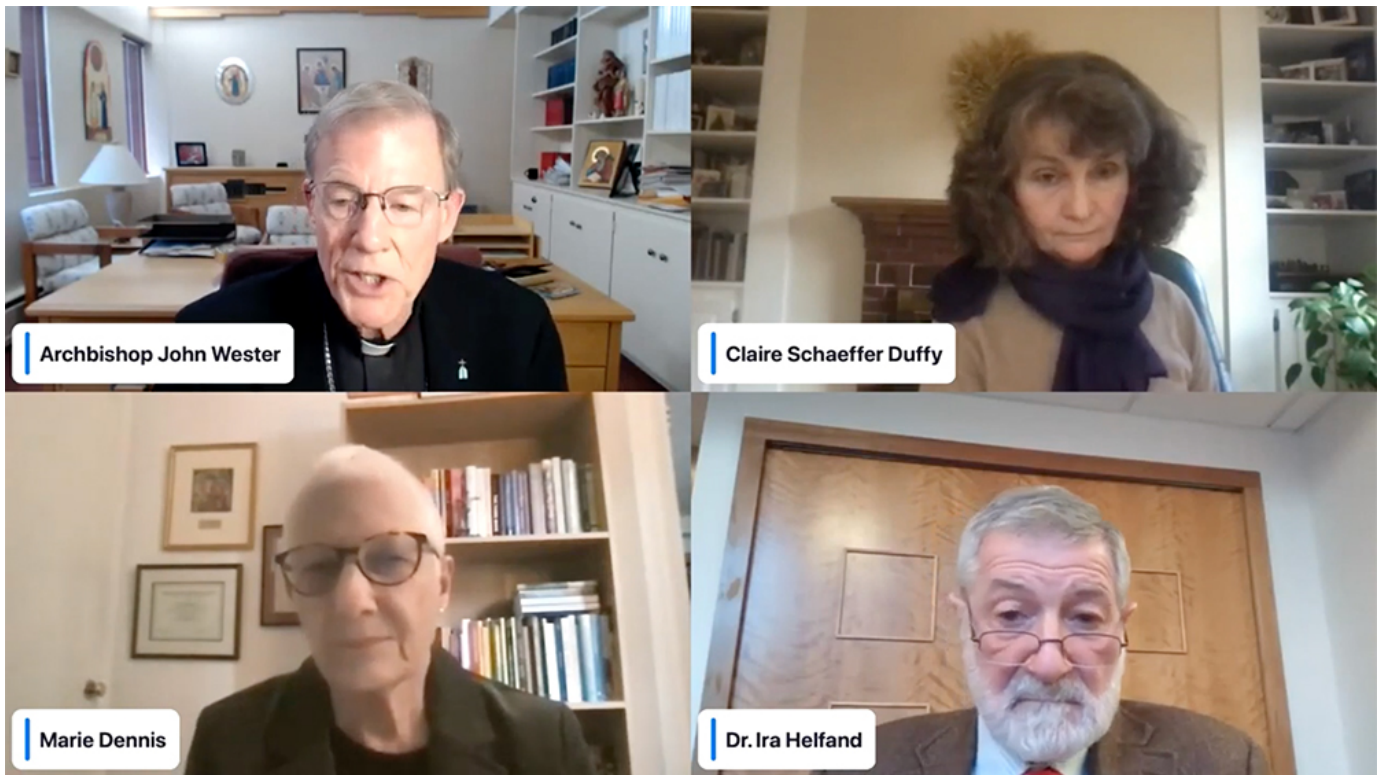 Archbishop John Wester
Claire Schaeffer Duffy
Marie Dennis
Dr. Ira Helfand